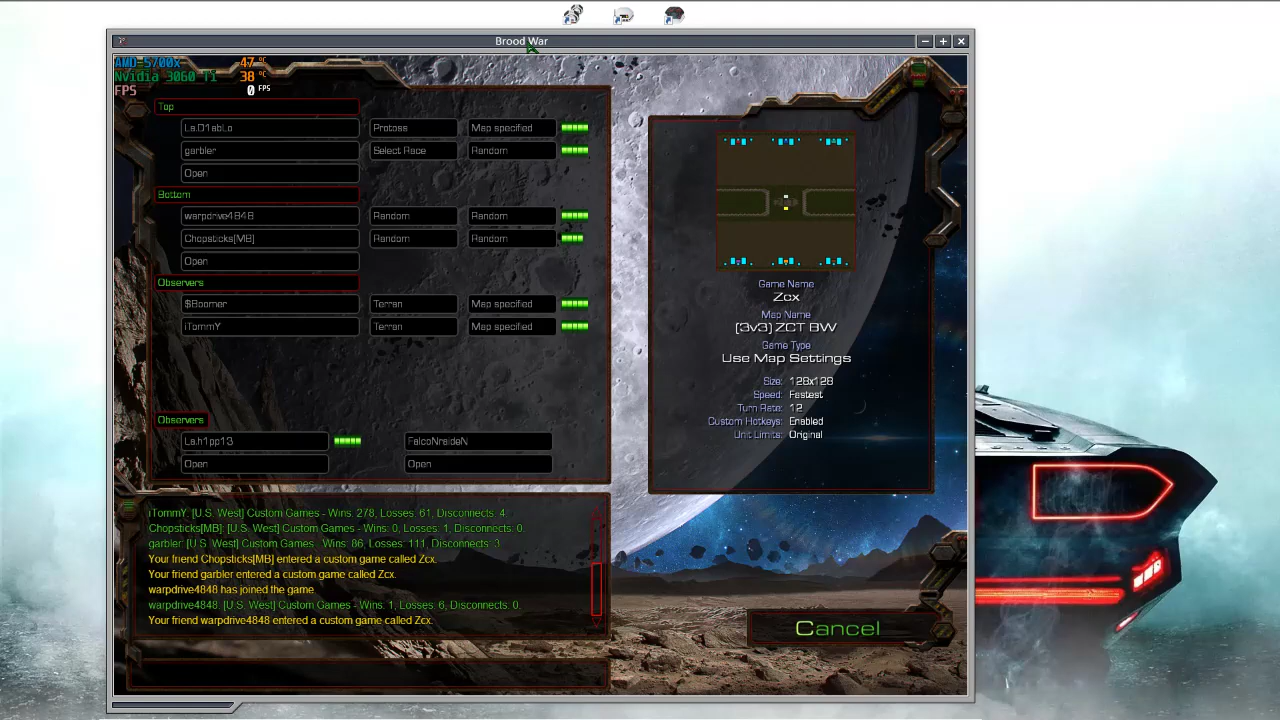 Brood War
AMD-5700x 47 °C
Nvidia 3060 Ti 38 °C
FPS 0 FPS
Top
La.D1abLo Protoss Map specified
garbler Select Race Random
Open
Bottom
warpdrive4848 Random Random
Chopsticks[MB] Random Random
Open
Observers
$Boomer Terran Map specified
iTommY Terran Map specified
Observers
La.h1pp13 FalcoNraideN
Open Open
Game Name
Zcx
Map Name
[3v3] ZCT BW
Game Type
Use Map Settings
Size: 128x128
Speed: Fastest
Turn Rate: 12
Custom Hotkeys: Enabled
Unit Limits: Original
iTommY: [U.S. West] Custom Games - Wins: 278, Losses: 61, Disconnects: 4.
Chopsticks[MB]: [U.S. West] Custom Games - Wins: 0, Losses: 1, Disconnects: 0.
garbler: [U.S. West] Custom Games - Wins: 86, Losses: 111, Disconnects: 3.
Your friend Chopsticks[MB] entered a custom game called Zcx.
Your friend garbler entered a custom game called Zcx.
warpdrive4848 has joined the game.
warpdrive4848: [U.S. West] Custom Games - Wins: 1, Losses: 6, Disconnects: 0.
Your friend warpdrive4848 entered a custom game called Zcx.
Cancel